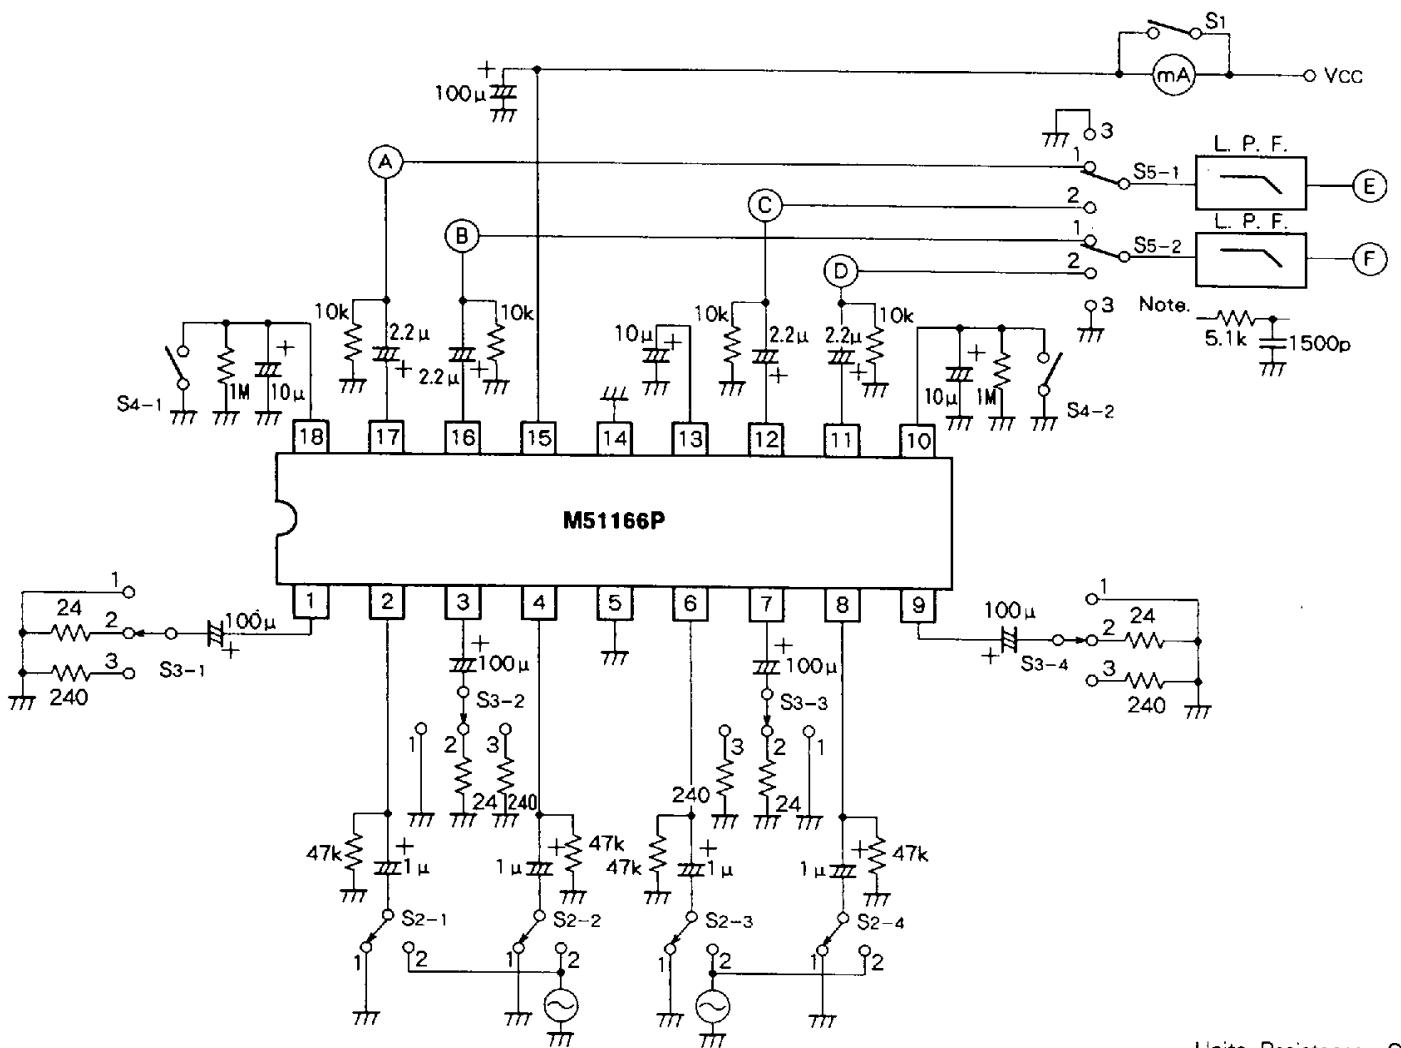 S1
+
100μ
mA
VCC
3
L. P. F.
A
1
S5-1
E
C
2
L. P. F.
B
1
S5-2
F
D
2
3
Note.
5.1k
1500p
10k
2.2μ
+
10k
2.2μ
+
10μ
+
10k
2.2μ
+
2.2μ
+
10k
S4-1
1M
+
10μ
10μ
+
1M
S4-2
18
17
16
15
14
13
12
11
10
M51166P
1
2
3
4
5
6
7
8
9
1
24
2
3
240
S3-1
100μ
+
+
100μ
S3-2
1
2
3
24
240
+
100μ
S3-3
3
2
1
240
24
100μ
+
S3-4
1
24
2
3
240
47k
+
1μ
1μ
+
47k
47k
+
1μ
1μ
+
47k
S2-1
S2-2
S2-3
S2-4
1
2
1
2
1
2
1
2